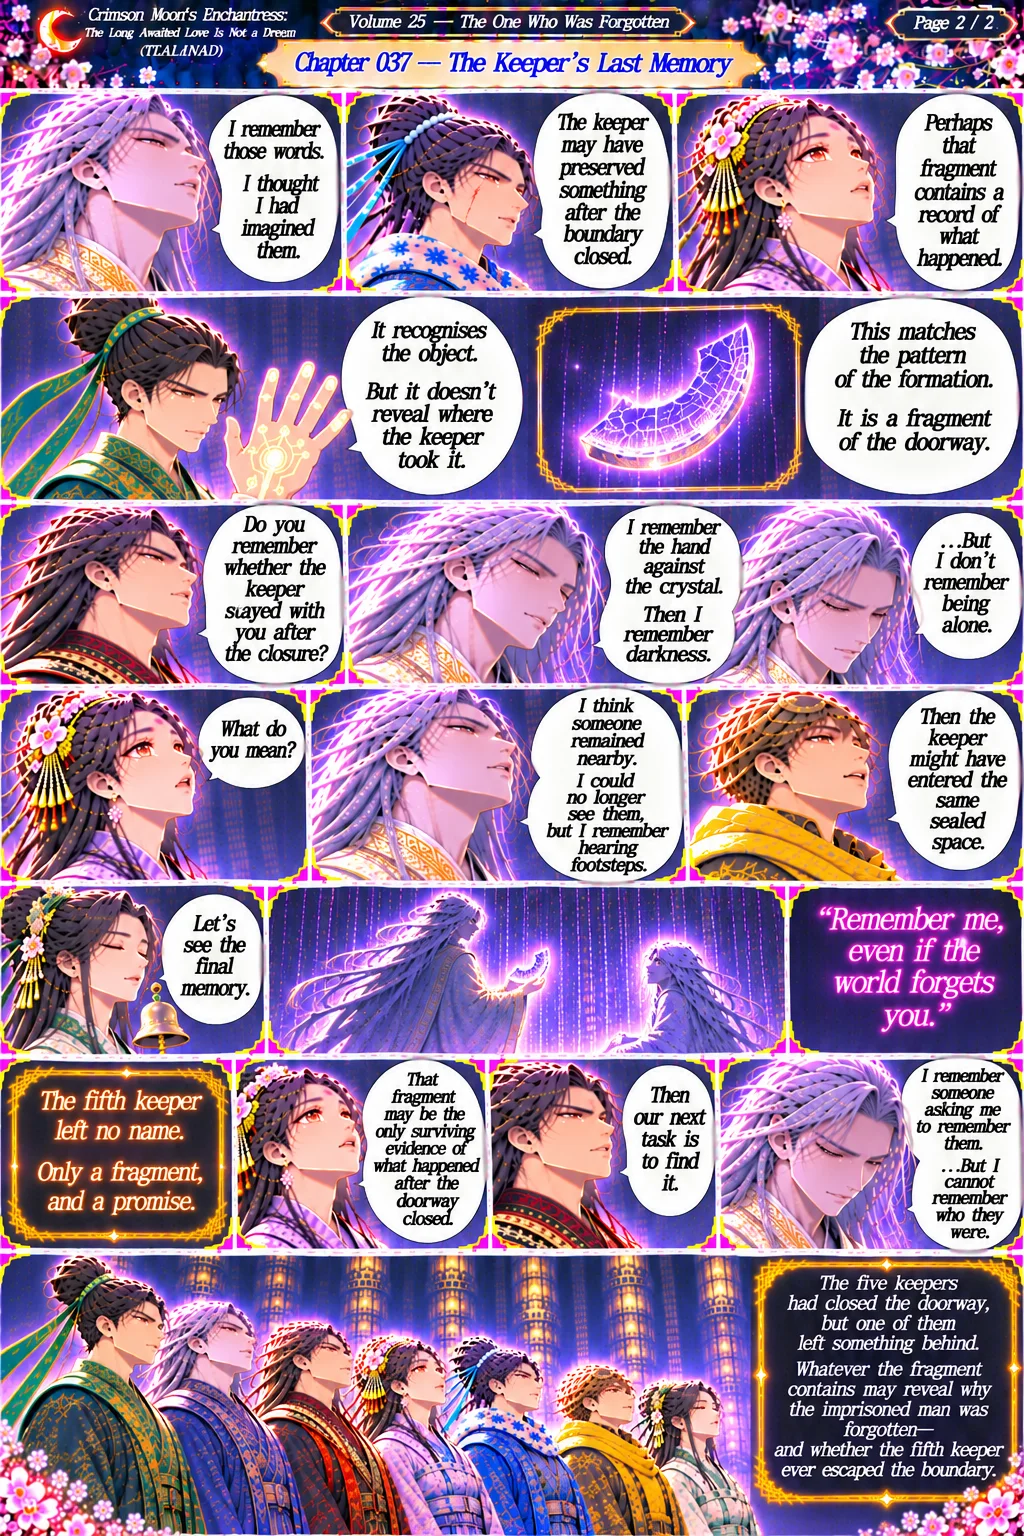 Crimson Moon's Enchantress:
The Long Awaited Love Is Not a Dreem
(TLALINAD)
Volume 25 — The One Who Was Forgotten
Page 2 / 2
Chapter 037 — The Keeper's Last Memory
I remember
those words.
I thought
I had
imagined
them.
The keeper
may have
preserved
something
after the
boundary
closed.
Perhaps
that
fragment
contains a
record of
what
happened.
It recognises
the object.
But it doesn't
reveal where
the keeper
took it.
This matches
the pattern
of the formation.
It is a fragment
of the doorway.
Do you
remember
whether the
keeper
stayed with
you after
the closure?
I remember
the hand
against
the crystal.
Then I
remember
darkness.
...But
I don't
remember
being
alone.
What do
you mean?
I think
someone
remained
nearby.
I could
no longer
see them,
but I remember
hearing
footsteps.
Then the
keeper
might have
entered the
same
sealed
space.
Let's
see the
final
memory.
"Remember me,
even if the
world forgets
you."
The fifth keeper
left no name.
Only a fragment,
and a promise.
That
fragment
may be the
only surviving
evidence of
what happened
after the
doorway
closed.
Then
our next
task is
to find
it.
I remember
someone
asking me
to remember
them.
...But I
cannot
remember
who they
were.
The five keepers
had closed the doorway,
but one of them
left something behind.
Whatever the fragment
contains may reveal why
the imprisoned man was
forgotten—
and whether the fifth keeper
ever escaped the boundary.